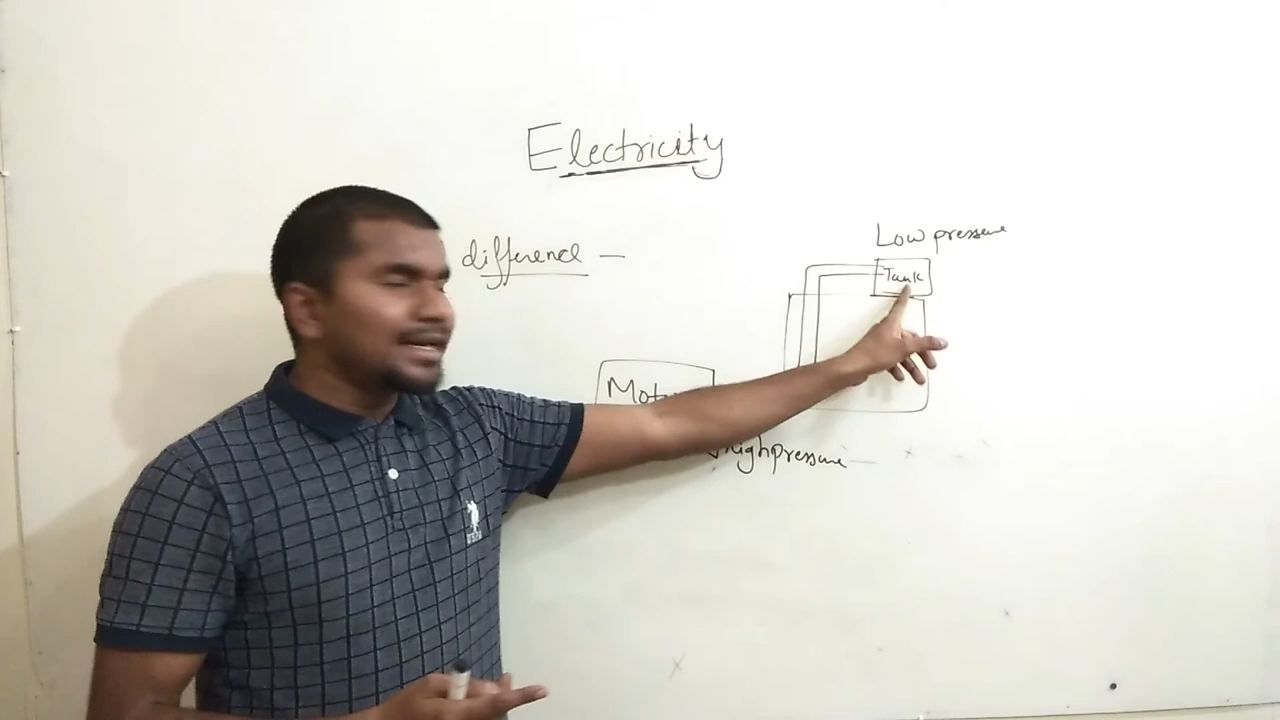 Electricity
difference —
Low pressure
Tank
high pressure —